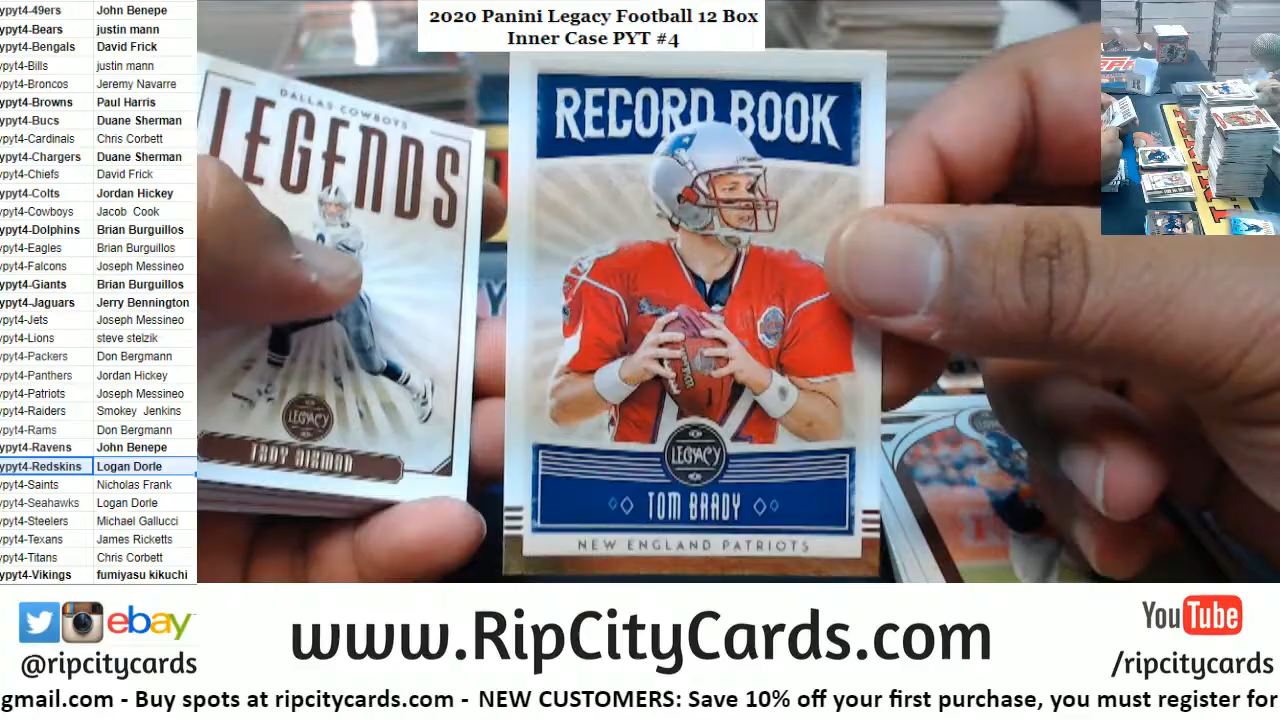 2020 Panini Legacy Football 12 Box
Inner Case PYT #4
ypyt4-49ers John Benepe
ypyt4-Bears justin mann
ypyt4-Bengals David Frick
ypyt4-Bills justin mann
ypyt4-Broncos Jeremy Navarre
ypyt4-Browns Paul Harris
ypyt4-Bucs Duane Sherman
ypyt4-Cardinals Chris Corbett
ypyt4-Chargers Duane Sherman
ypyt4-Chiefs David Frick
ypyt4-Colts Jordan Hickey
ypyt4-Cowboys Jacob Cook
ypyt4-Dolphins Brian Burguillos
ypyt4-Eagles Brian Burguillos
ypyt4-Falcons Joseph Messineo
ypyt4-Giants Brian Burguillos
ypyt4-Jaguars Jerry Bennington
ypyt4-Jets Joseph Messineo
ypyt4-Lions steve stelzik
ypyt4-Packers Don Bergmann
ypyt4-Panthers Jordan Hickey
ypyt4-Patriots Joseph Messineo
ypyt4-Raiders Smokey Jenkins
ypyt4-Rams Don Bergmann
ypyt4-Ravens John Benepe
ypyt4-Redskins Logan Dorle
ypyt4-Saints Nicholas Frank
ypyt4-Seahawks Logan Dorle
ypyt4-Steelers Michael Gallucci
ypyt4-Texans James Ricketts
ypyt4-Titans Chris Corbett
ypyt4-Vikings fumiyasu kikuchi
DALLAS COWBOYS
LEGENDS
LEGACY
TROY AIKMAN
RECORD BOOK
LEGACY
TOM BRADY
NEW ENGLAND PATRIOTS
ebay
@ripcitycards
www.RipCityCards.com
YouTube
/ripcitycards
gmail.com - Buy spots at ripcitycards.com - NEW CUSTOMERS: Save 10% off your first purchase, you must register for